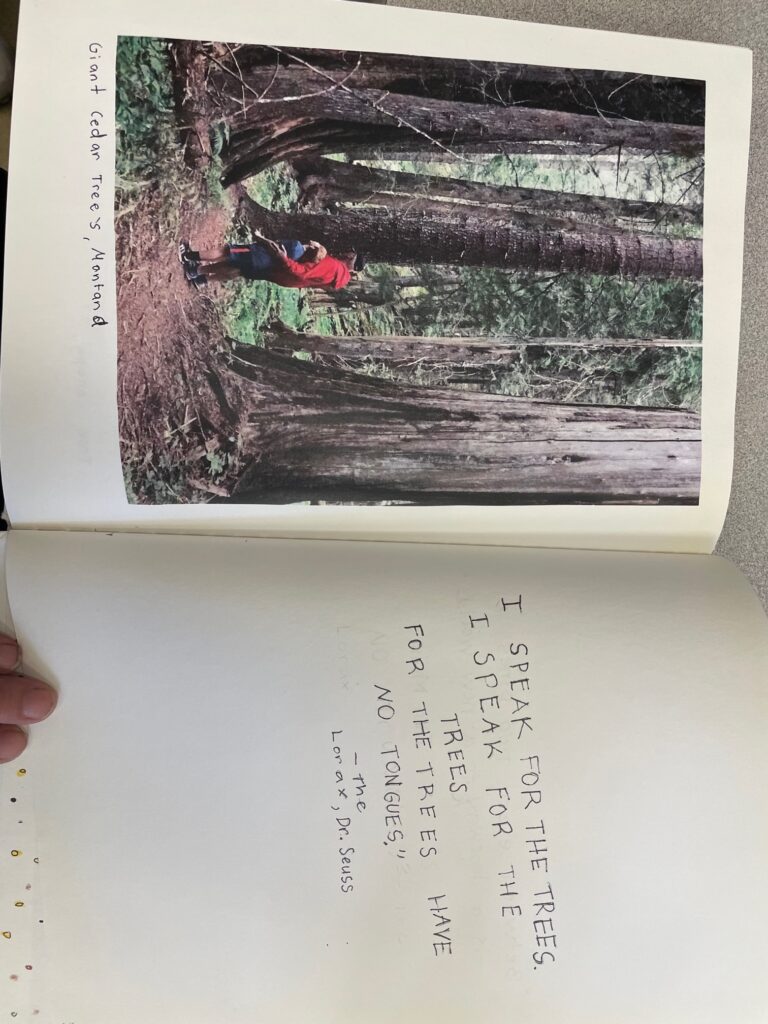 Giant Cedar Trees, Montana
I SPEAK FOR THE TREES.
I SPEAK FOR THE
TREES
FOR THE TREES HAVE
NO TONGUES."
- the
Lorax, Dr. Seuss